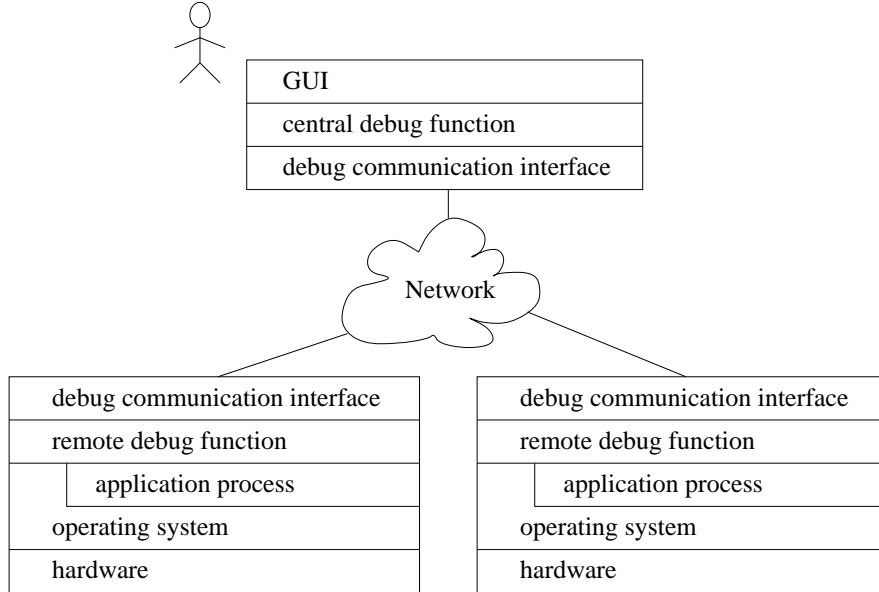 GUI
central debug function
debug communication interface
Network
debug communication interface
remote debug function
application process
operating system
hardware
debug communication interface
remote debug function
application process
operating system
hardware